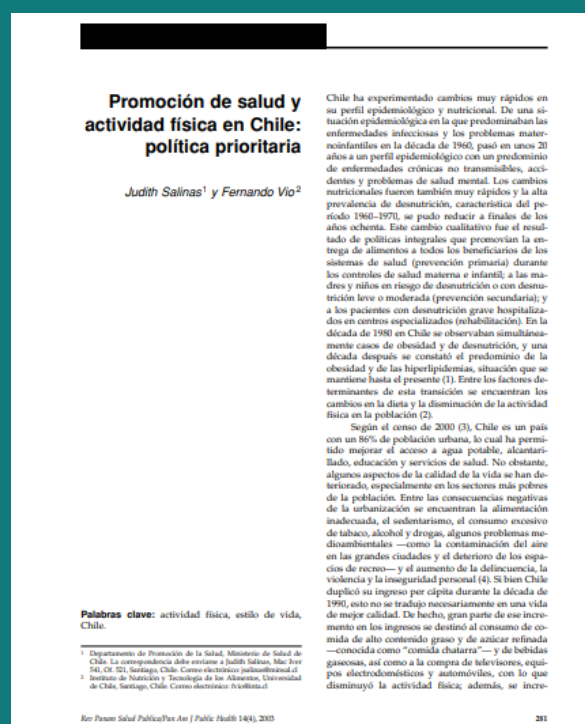 Promoción de salud y
actividad física en Chile:
política prioritaria
Judith Salinas¹ y Fernando Vio²
Palabras clave: actividad física, estilo de vida,
Chile.
¹ Departamento de Promoción de la Salud, Ministerio de Salud de
Chile. La correspondencia debe enviarse a Judith Salinas, Mac Iver
541, Of. 521, Santiago, Chile. Correo electrónico: jsalinas@minsal.cl
² Instituto de Nutrición y Tecnología de los Alimentos, Universidad
de Chile, Santiago, Chile. Correo electrónico: fvio@inta.cl
Chile ha experimentado cambios muy rápidos en
su perfil epidemiológico y nutricional. De una si-
tuación epidemiológica en la que predominaban las
enfermedades infecciosas y los problemas mater-
noinfantiles en la década de 1960, pasó en unos 20
años a un perfil epidemiológico con un predominio
de enfermedades crónicas no transmisibles, acci-
dentes y problemas de salud mental. Los cambios
nutricionales fueron también muy rápidos y la alta
prevalencia de desnutrición, característica del pe-
ríodo 1960–1970, se pudo reducir a finales de los
años ochenta. Este cambio cualitativo fue el resul-
tado de políticas integrales que promovían la en-
trega de alimentos a todos los beneficiarios de los
sistemas de salud (prevención primaria) durante
los controles de salud materna e infantil; a las ma-
dres y niños en riesgo de desnutrición o con desnu-
trición leve o moderada (prevención secundaria); y
a los pacientes con desnutrición grave hospitaliza-
dos en centros especializados (rehabilitación). En la
década de 1980 en Chile se observaban simultánea-
mente casos de obesidad y de desnutrición, y una
década después se constató el predominio de la
obesidad y de las hiperlipidemias, situación que se
mantiene hasta el presente (1). Entre los factores de-
terminantes de esta transición se encuentran los
cambios en la dieta y la disminución de la actividad
física en la población (2).
Según el censo de 2000 (3), Chile es un país
con un 86% de población urbana, lo cual ha permi-
tido mejorar el acceso a agua potable, alcantari-
llado, educación y servicios de salud. No obstante,
algunos aspectos de la calidad de la vida se han de-
teriorado, especialmente en los sectores más pobres
de la población. Entre las consecuencias negativas
de la urbanización se encuentran la alimentación
inadecuada, el sedentarismo, el consumo excesivo
de tabaco, alcohol y drogas, algunos problemas me-
dioambientales —como la contaminación del aire
en las grandes ciudades y el deterioro de los espa-
cios de recreo— y el aumento de la delincuencia, la
violencia y la inseguridad personal (4). Si bien Chile
duplicó su ingreso per cápita durante la década de
1990, esto no se tradujo necesariamente en una vida
de mejor calidad. De hecho, gran parte de ese incre-
mento en los ingresos se destinó al consumo de co-
mida de alto contenido graso y de azúcar refinada
—conocida como “comida chatarra”— y de bebidas
gaseosas, así como a la compra de televisores, equi-
pos electrodomésticos y automóviles, con lo que
disminuyó la actividad física; además, se incre-
Rev Panam Salud Publica/Pan Am J Public Health 14(4), 2003
281